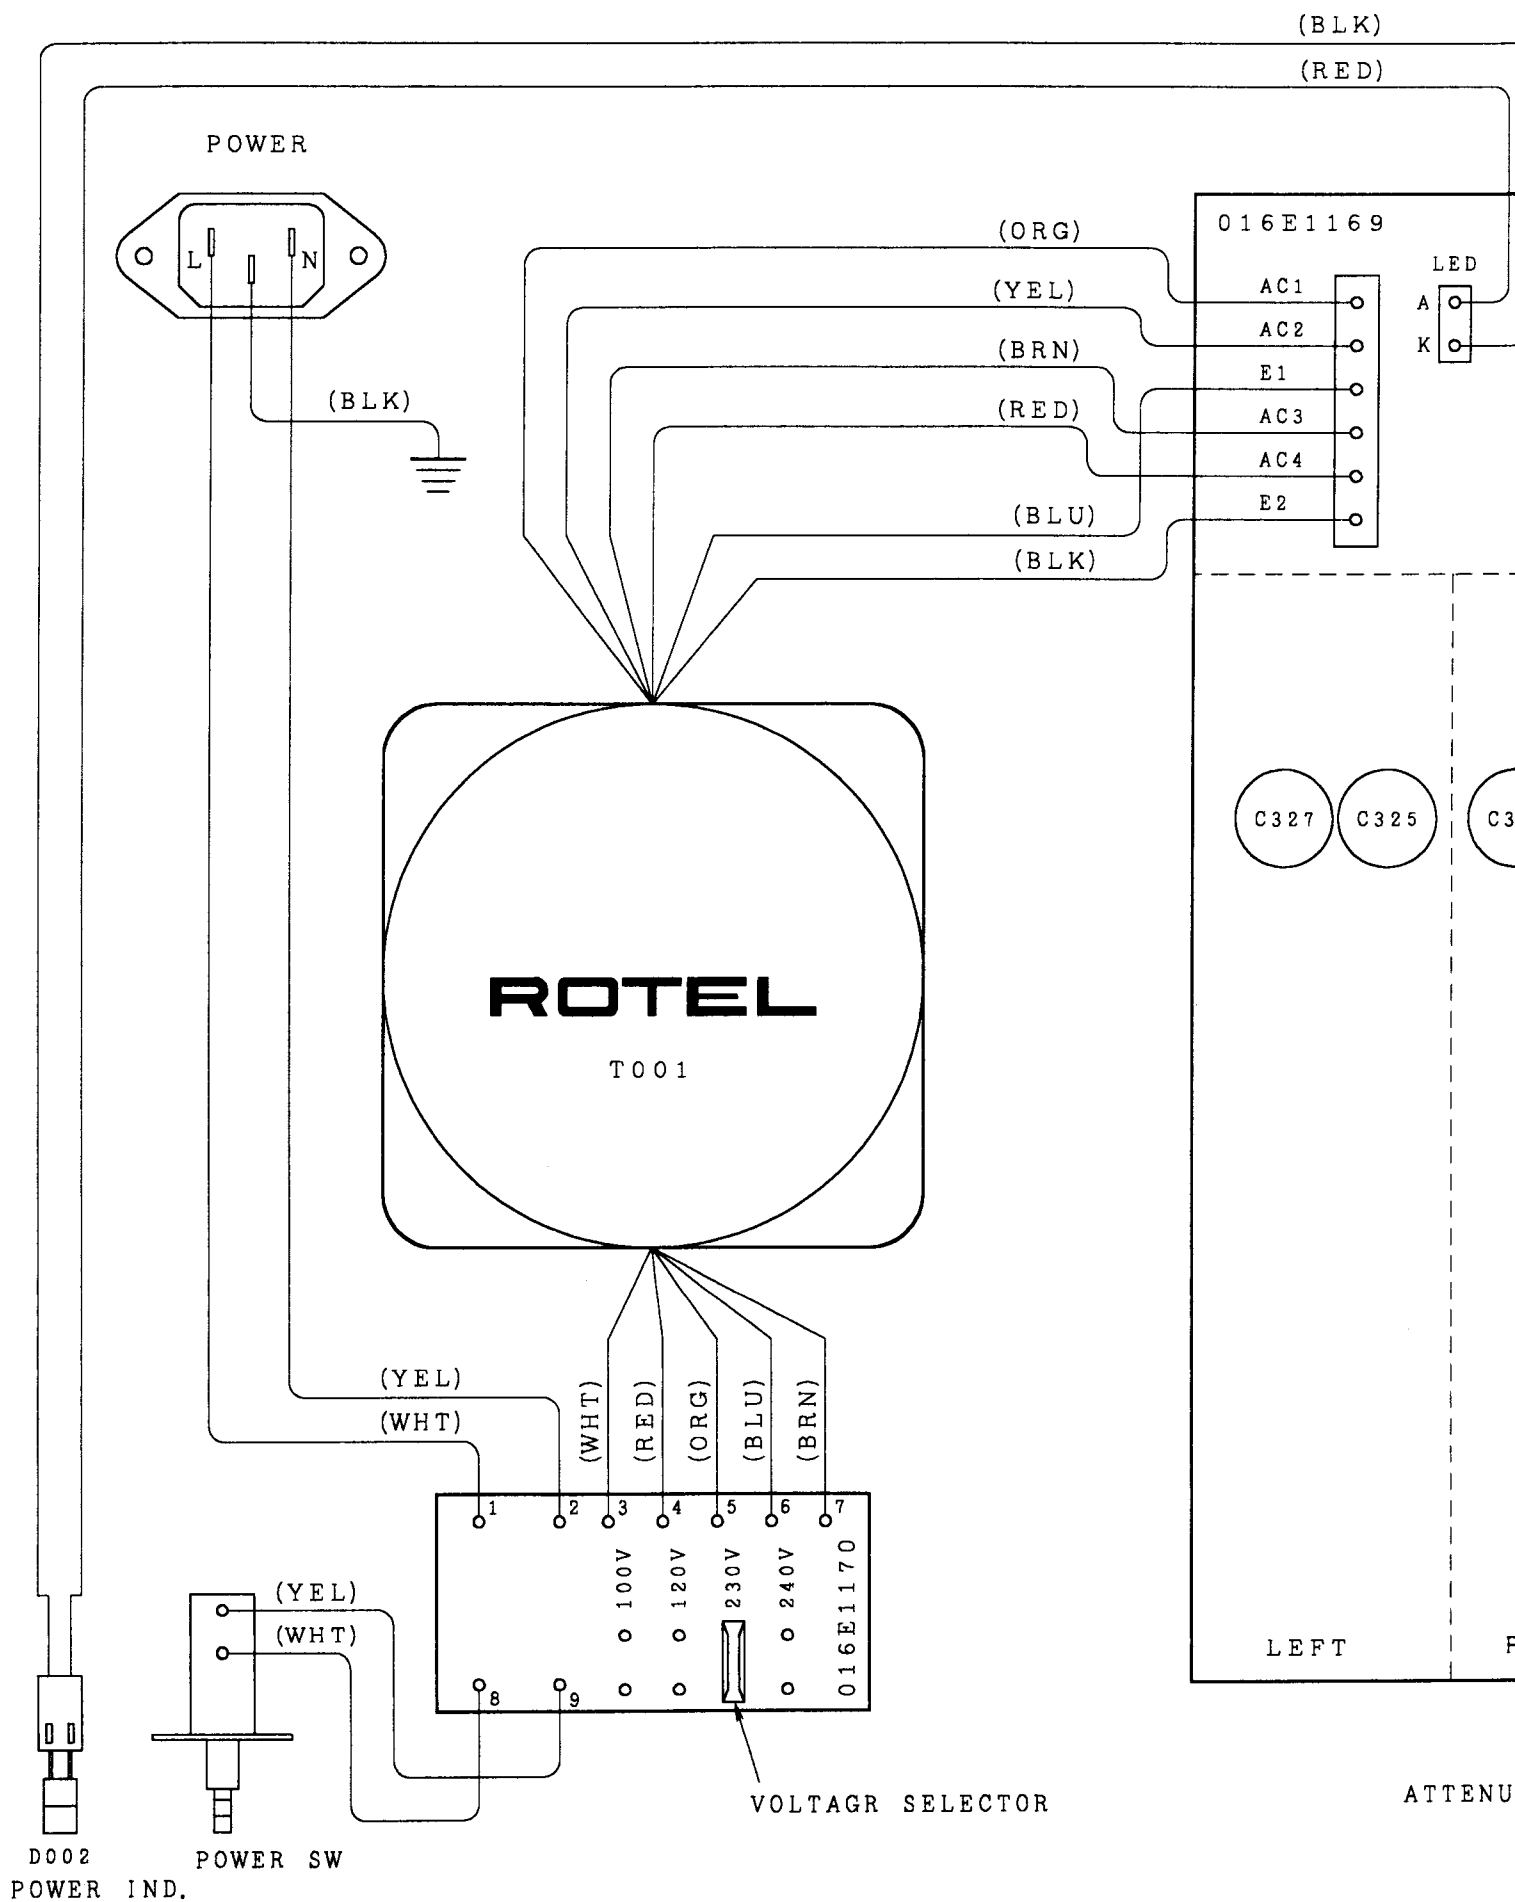 (BLK)
(RED)
POWER
L
N
(BLK)
(ORG)
(YEL)
(BRN)
(RED)
(BLU)
(BLK)
016E1169
LED
AC1
A
AC2
K
E1
AC3
AC4
E2
C327
C325
C3
ROTEL
T001
(YEL)
(WHT)
(WHT)
(RED)
(ORG)
(BLU)
(BRN)
1
2
3
4
5
6
7
100V
120V
230V
240V
016E1170
8
9
(YEL)
(WHT)
LEFT
VOLTAGR SELECTOR
ATTENU
D002
POWER IND.
POWER SW